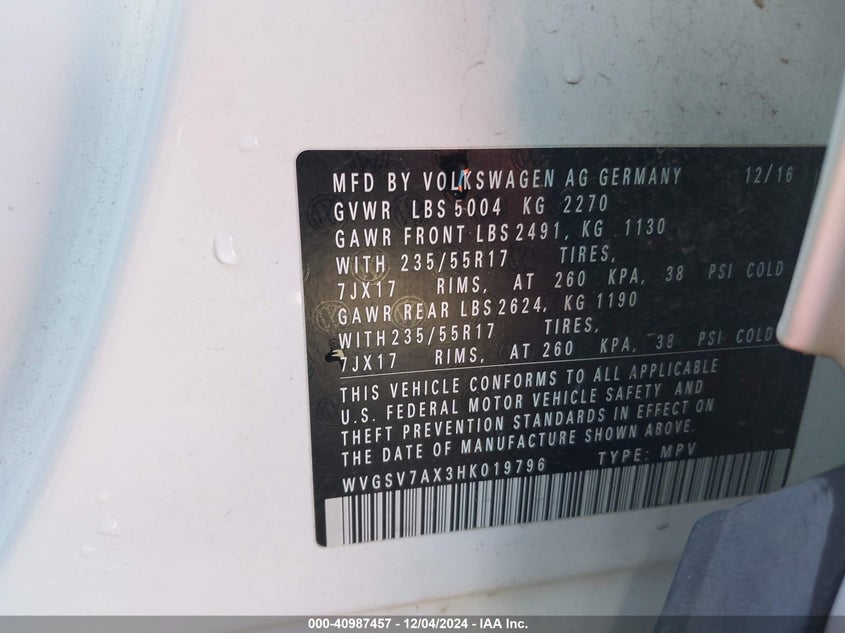 MFD BY VOLKSWAGEN AG GERMANY 12/16
GVWR LBS 5004 KG 2270
GAWR FRONT LBS 2491, KG 1130
WITH 235/55R17 TIRES,
7JX17 RIMS, AT 260 KPA, 38 PSI COLD
GAWR REAR LBS 2624, KG 1190
WITH 235/55R17 TIRES,
7JX17 RIMS, AT 260 KPA, 38 PSI COLD
THIS VEHICLE CONFORMS TO ALL APPLICABLE
U.S. FEDERAL MOTOR VEHICLE SAFETY AND
THEFT PREVENTION STANDARDS IN EFFECT ON
THE DATE OF MANUFACTURE SHOWN ABOVE.
WVGSV7AX3HK019796 TYPE: MPV
000-40987457 - 12/04/2024 - IAA Inc.